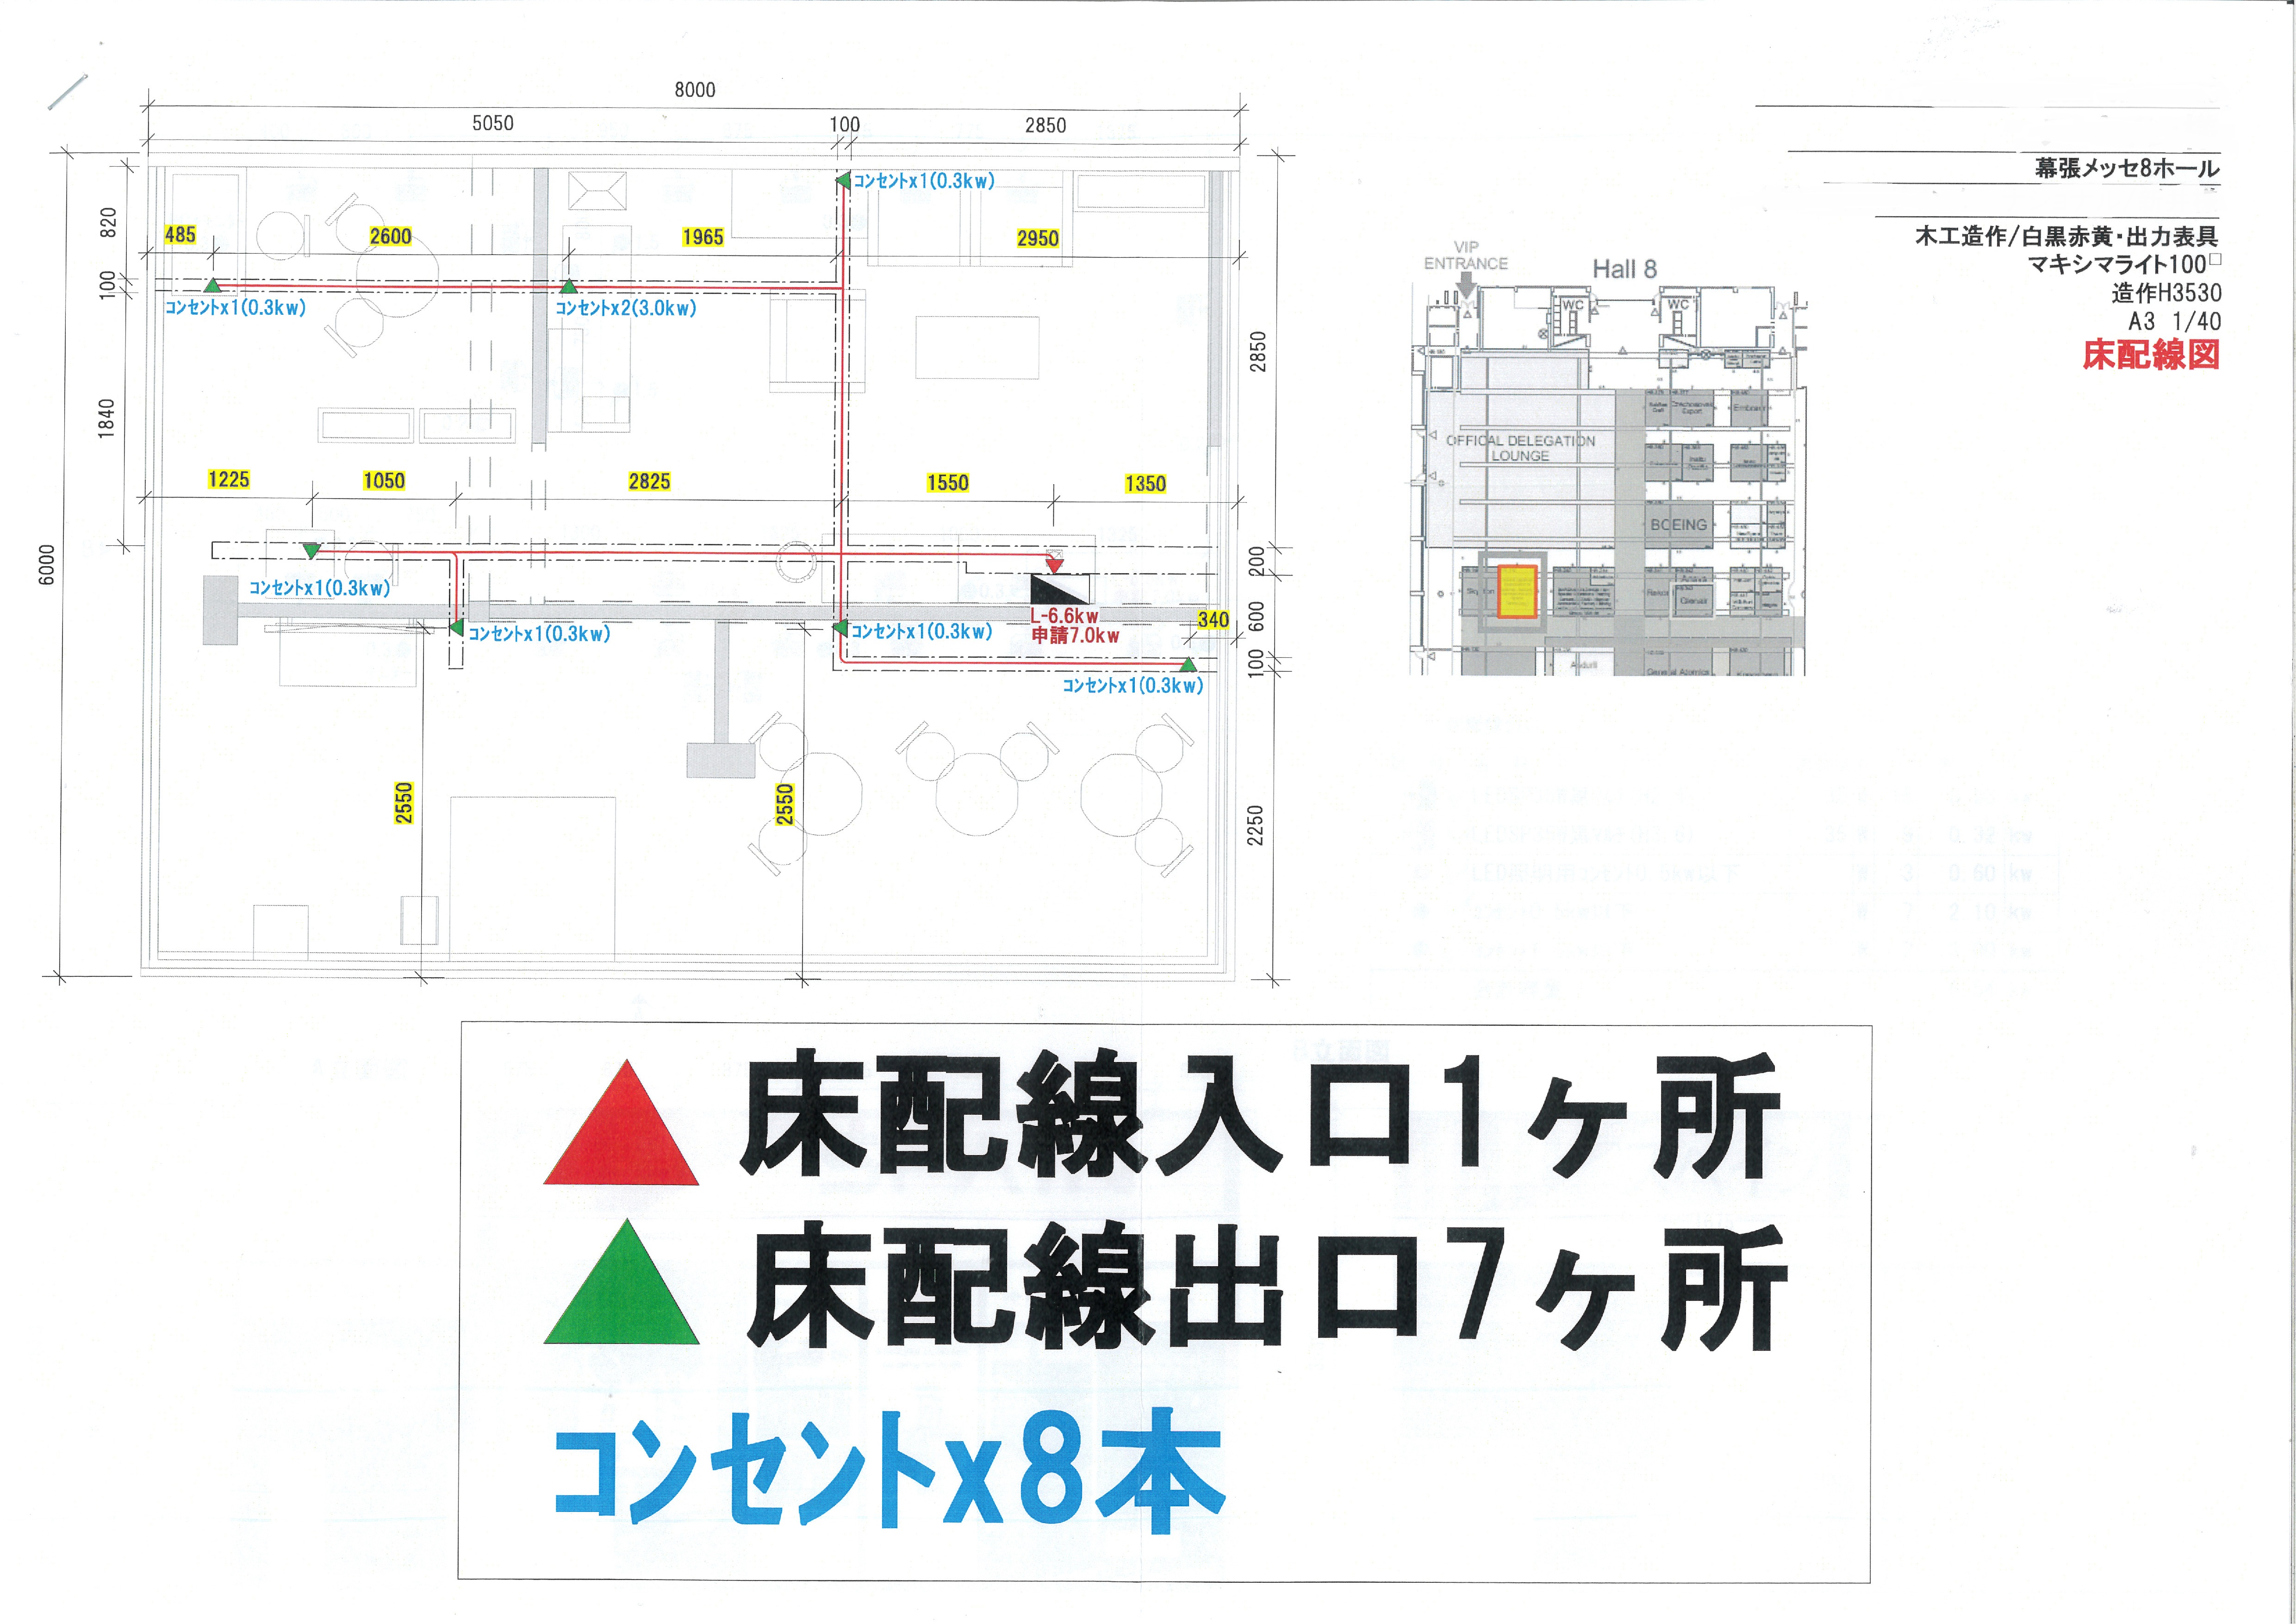 8000
5050
100
2850
幕張メッセ8ホール
木工造作/白黒赤黄・出力表具
マキシマライト100□
造作H3530
A3 1/40
床配線図
コンセントx1(0.3kw)
820
485
2600
1965
2950
100
コンセントx1(0.3kw)
コンセントx2(3.0kw)
2850
1840
1225
1050
2825
1550
1350
6000
200
コンセントx1(0.3kw)
コンセントx1(0.3kw)
コンセントx1(0.3kw)
L-6.6kw
申請7.0kw
340
600
100
コンセントx1(0.3kw)
2550
2550
2250
VIP
ENTRANCE
Hall 8
WC
WC
Embraer
OFFICAL DELEGATION
LOUNGE
BOEING
Anduril
General Atomics
床配線入口1ヶ所
床配線出口7ヶ所
コンセントx8本